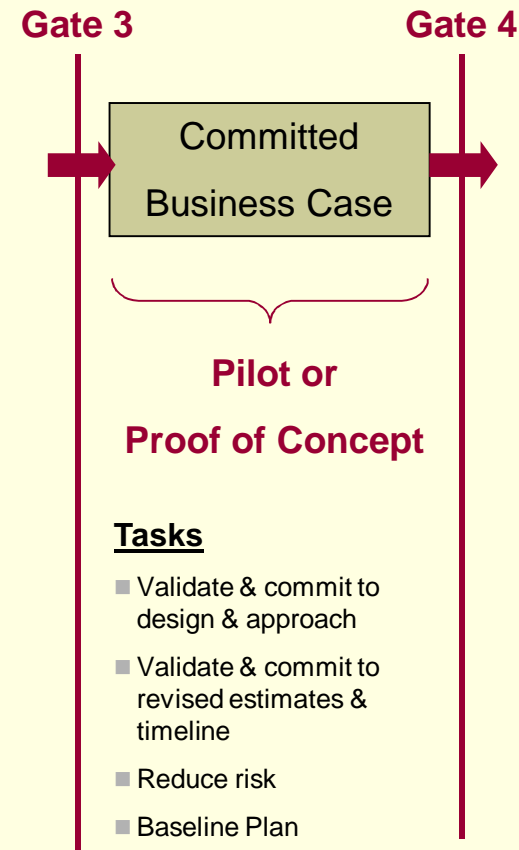 Gate 3
Gate 4
Committed
Business Case
Pilot or
Proof of Concept
Tasks
Validate & commit to
design & approach
Validate & commit to
revised estimates &
timeline
Reduce risk
Baseline Plan